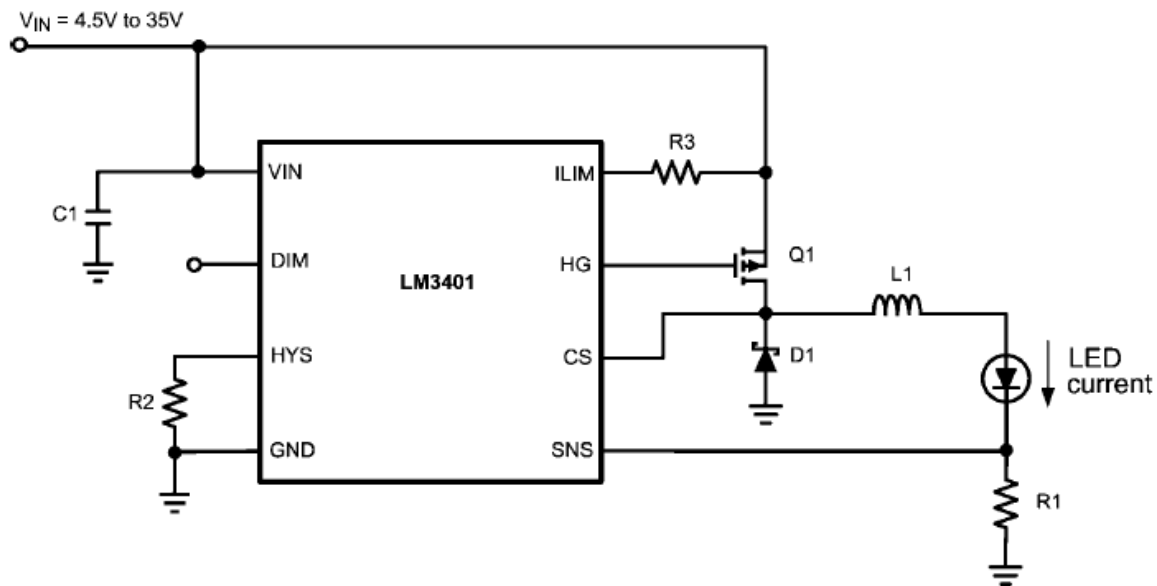 V_IN = 4.5V to 35V
R3
VIN
ILIM
C1
DIM
HG
Q1
LM3401
L1
HYS
CS
D1
LED
current
R2
GND
SNS
R1